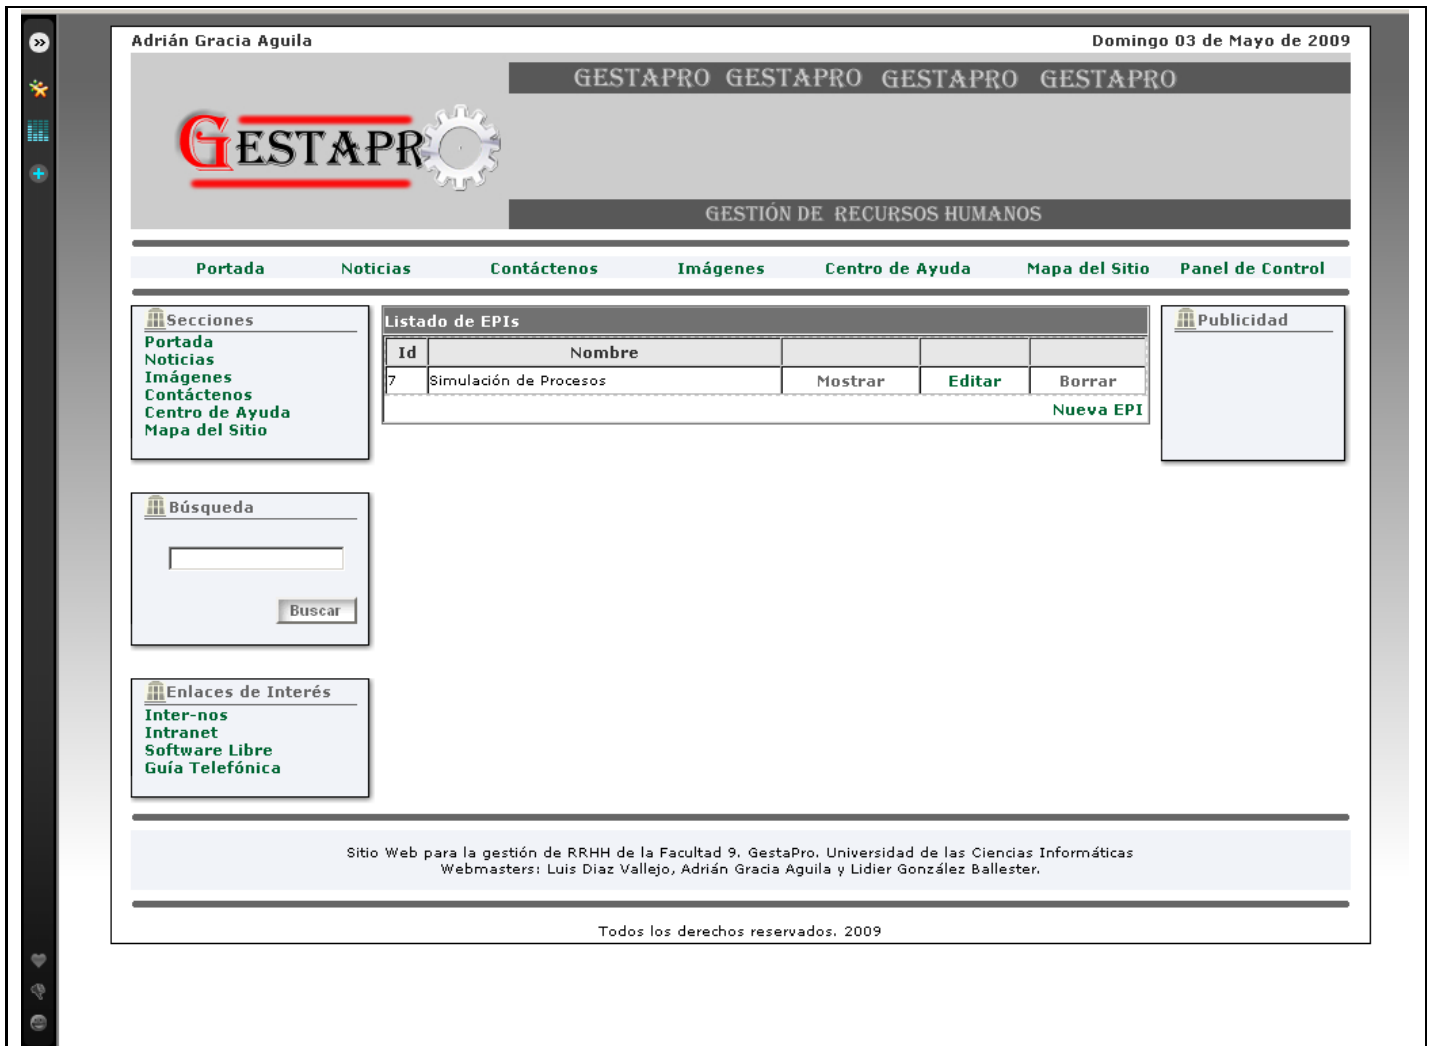 Adrián Gracia Aguila
Domingo 03 de Mayo de 2009
GESTAPRO GESTAPRO GESTAPRO GESTAPRO
GESTAPR
GESTIÓN DE RECURSOS HUMANOS
Portada Noticias Contáctenos Imágenes Centro de Ayuda Mapa del Sitio Panel de Control
Secciones
Portada
Noticias
Imágenes
Contáctenos
Centro de Ayuda
Mapa del Sitio
Búsqueda
Buscar
Enlaces de Interés
Inter-nos
Intranet
Software Libre
Guía Telefónica
Listado de EPIs
Id Nombre
7 Simulación de Procesos Mostrar Editar Borrar
Nueva EPI
Publicidad
Sitio Web para la gestión de RRHH de la Facultad 9. GestaPro. Universidad de las Ciencias Informáticas
Webmasters: Luis Diaz Vallejo, Adrián Gracia Aguila y Lidier González Ballester.
Todos los derechos reservados. 2009